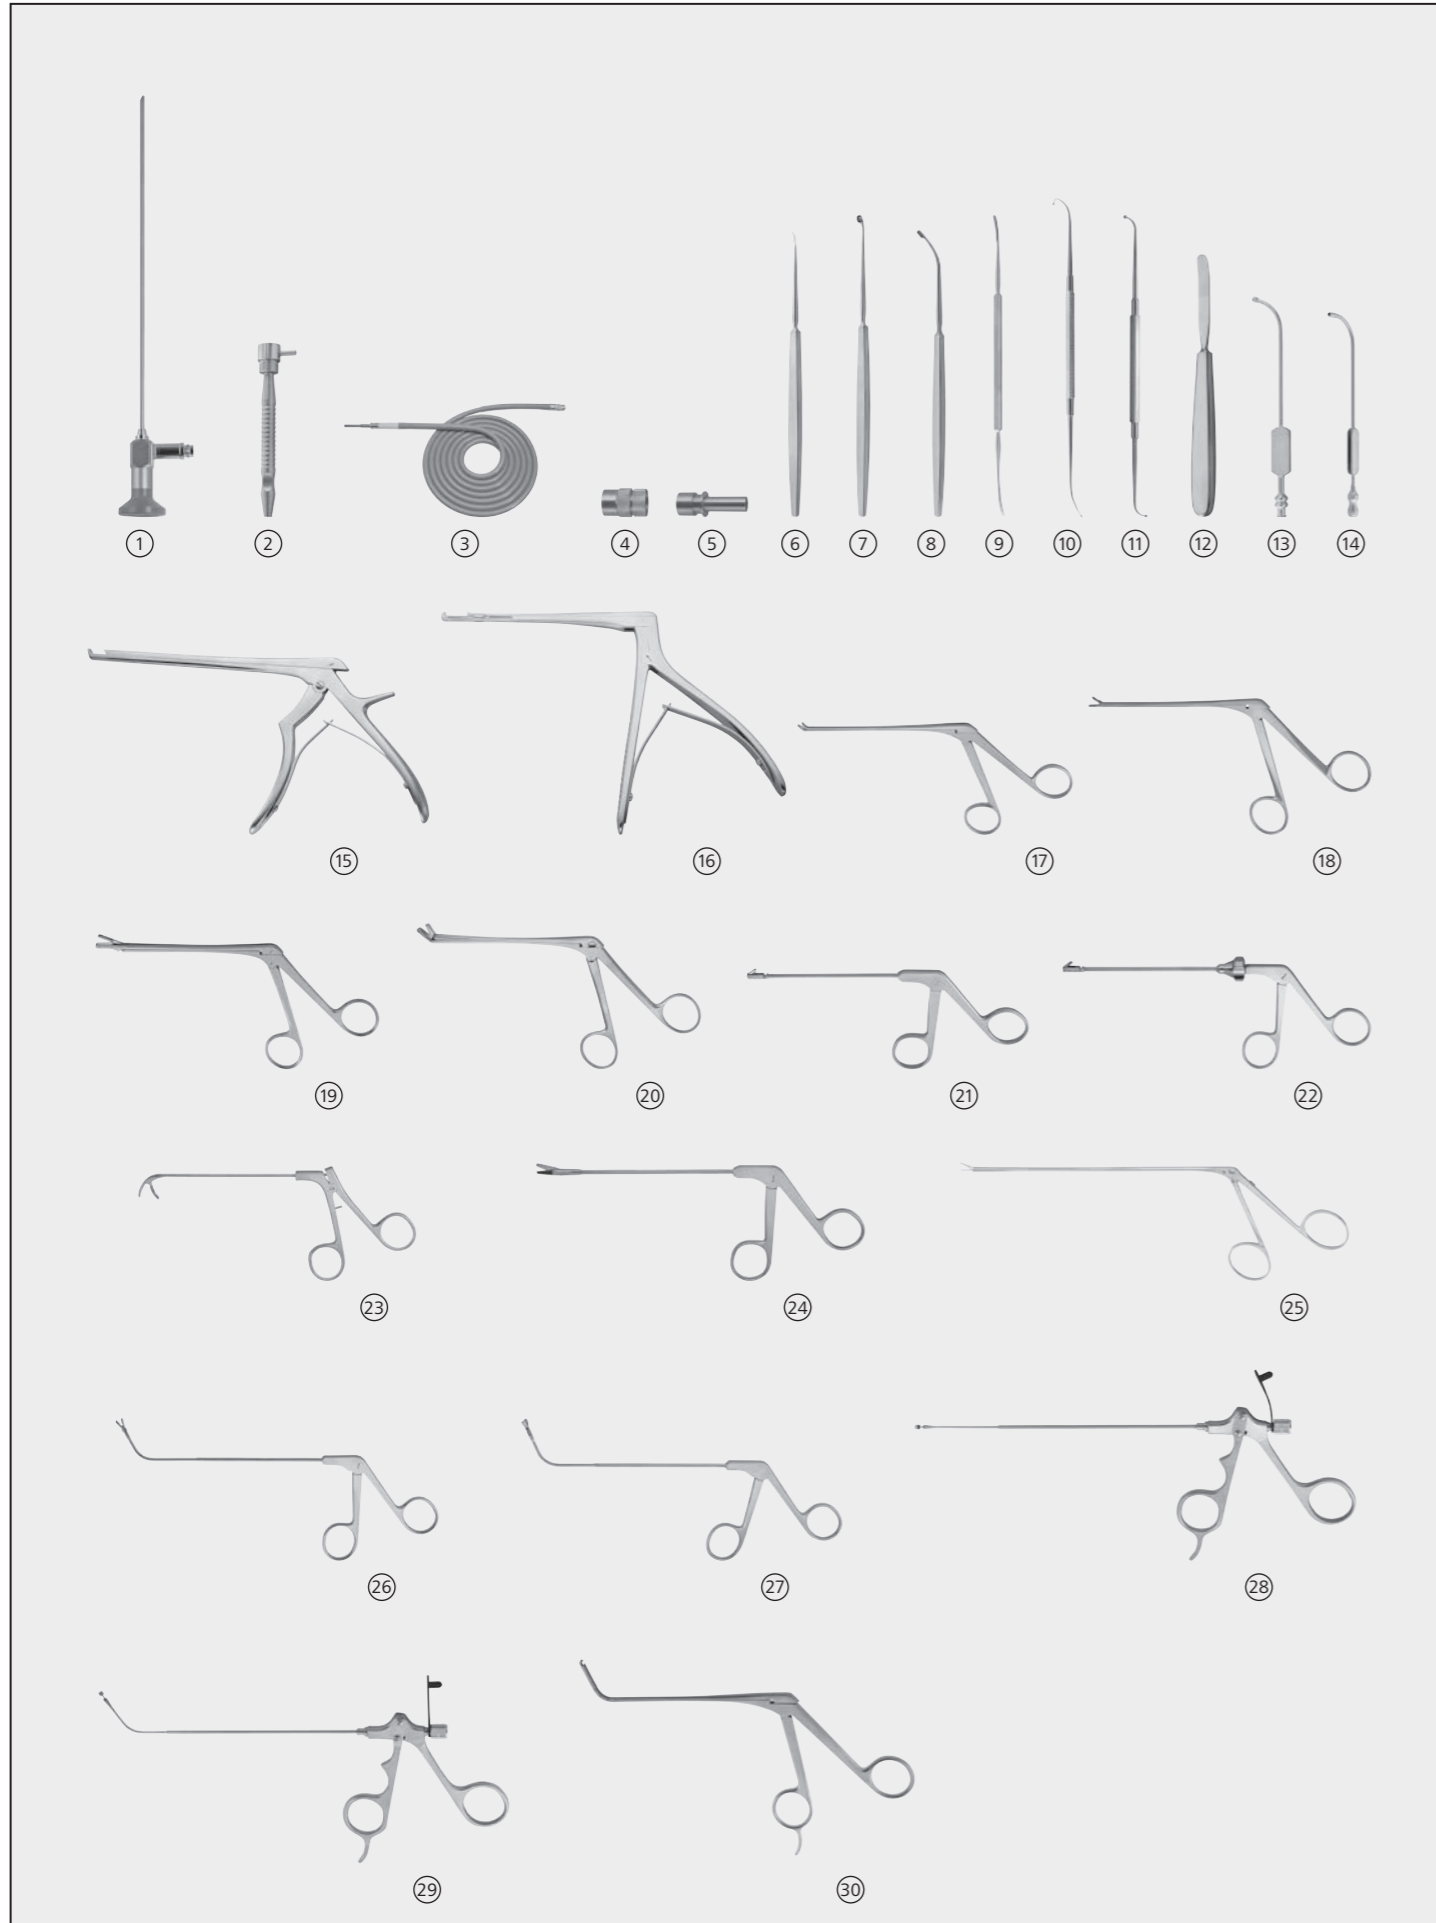 ① ② ③ ④ ⑤ ⑥ ⑦ ⑧ ⑨ ⑩ ⑪ ⑫ ⑬ ⑭
⑮ ⑯ ⑰ ⑱
⑲ ⑳ ㉑ ㉒
㉓ ㉔ ㉕
㉖ ㉗ ㉘
㉙ ㉚